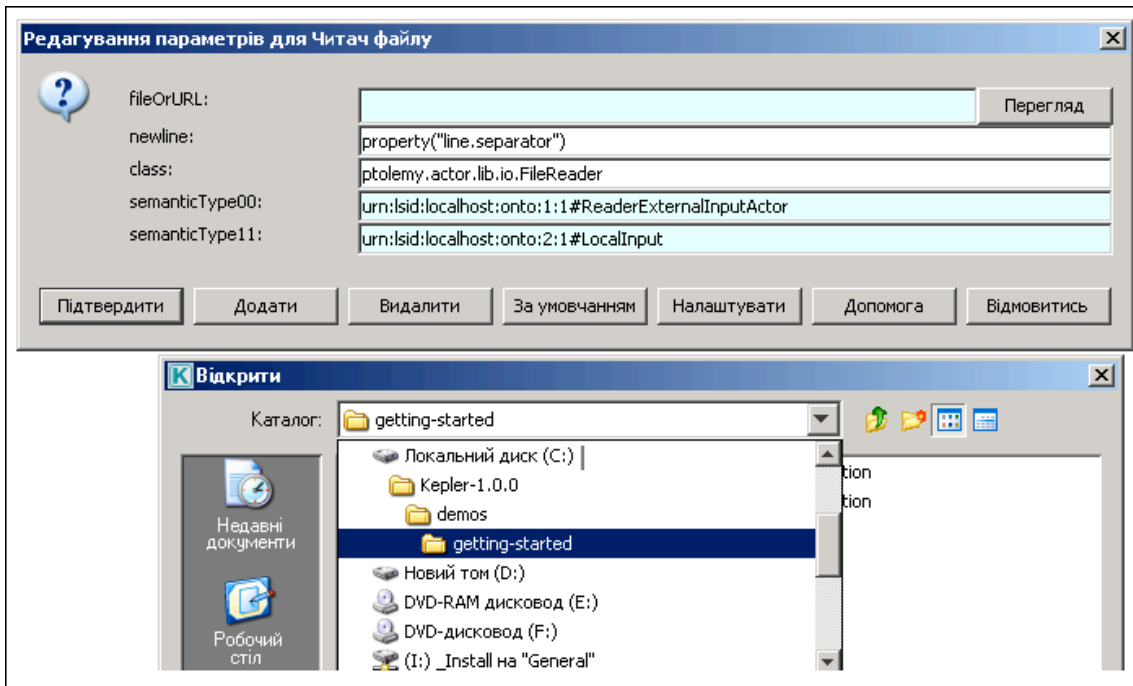 Редагування параметрів для Читач файлу
fileOrURL:
Перегляд
newline:
property("line.separator")
class:
ptolemy.actor.lib.io.FileReader
semanticType00:
urn:lsid:localhost:onto:1:1#ReaderExternalInputActor
semanticType11:
urn:lsid:localhost:onto:2:1#LocalInput
Підтвердити Додати Видалити За умовчанням Налаштувати Допомога Відмовитись
Відкрити
Каталог: getting-started
Локальний диск (C:)
Kepler-1.0.0
demos
getting-started
Новий том (D:)
DVD-RAM дисковод (E:)
DVD-дисковод (F:)
(I:) _Install на "General"
tion
tion
Недавні
документи
Робочий
стіл